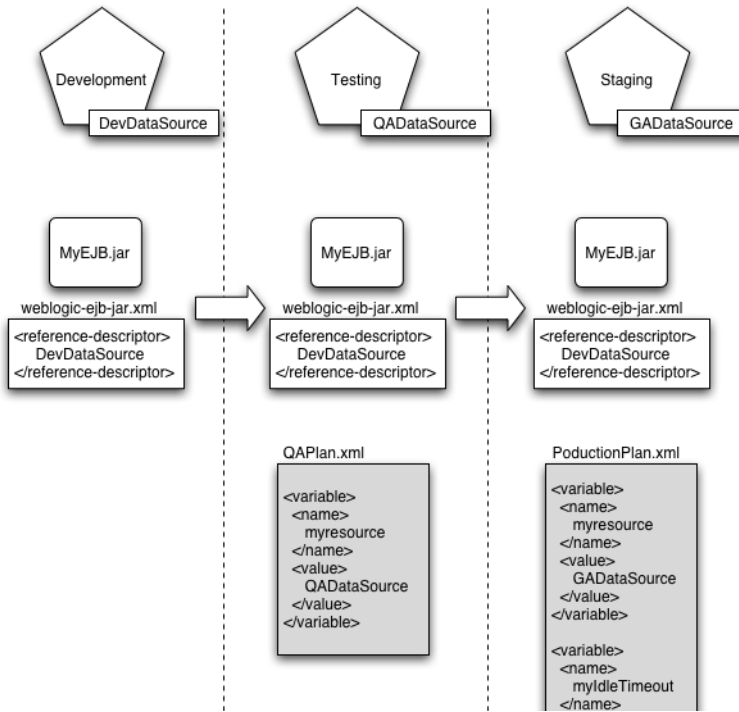 Development
DevDataSource
Testing
QADataSource
Staging
GADataSource
MyEJB.jar
MyEJB.jar
MyEJB.jar
weblogic-ejb-jar.xml
<reference-descriptor>
DevDataSource
</reference-descriptor>
weblogic-ejb-jar.xml
<reference-descriptor>
DevDataSource
</reference-descriptor>
weblogic-ejb-jar.xml
<reference-descriptor>
DevDataSource
</reference-descriptor>
QAPlan.xml
<variable>
<name>
myresource
</name>
<value>
QADataSource
</value>
</variable>
PoductionPlan.xml
<variable>
<name>
myresource
</name>
<value>
GADataSource
</value>
</variable>
<variable>
<name>
myIdleTimeout
</name>